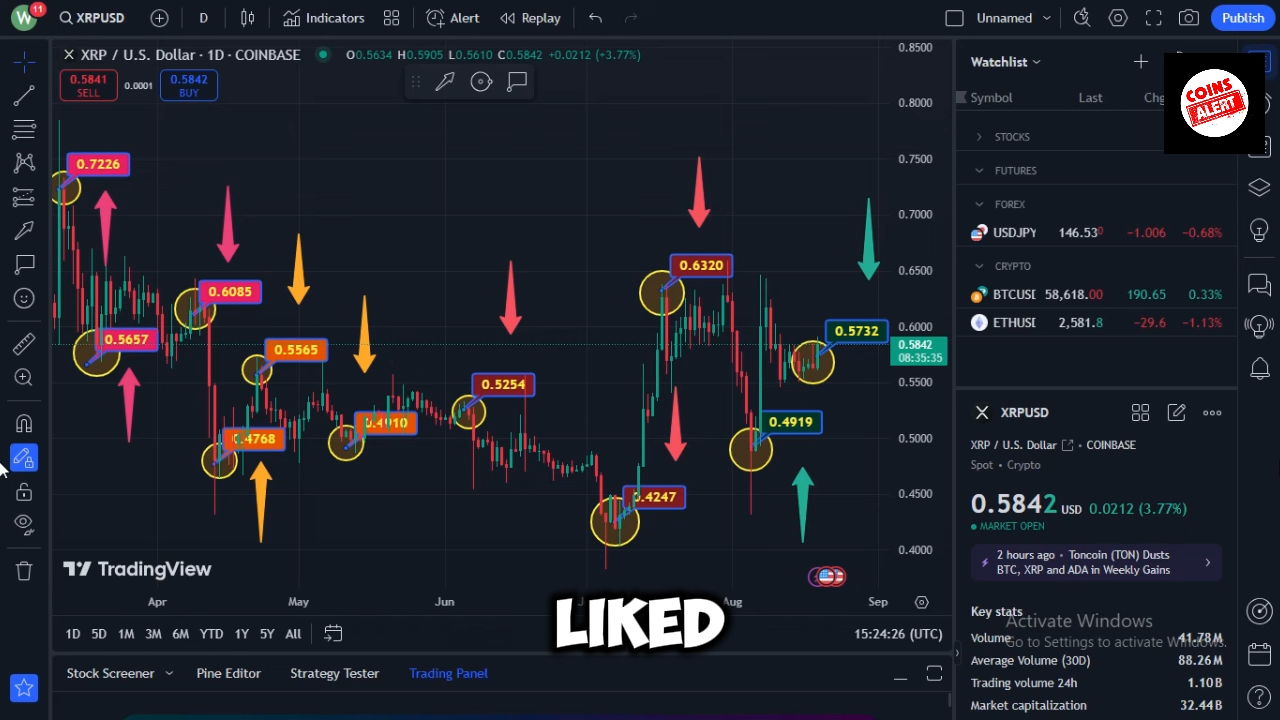 W 11 XRPUSD D Indicators Alert Replay Unnamed Publish
XRP / U.S. Dollar · 1D · COINBASE O0.5634 H0.5905 L0.5610 C0.5842 +0.0212 (+3.77%)
0.5841 SELL 0.0001 0.5842 BUY
0.7226
0.6085
0.5657
0.5565
0.4768
0.4910
0.5254
0.6320
0.4247
0.4919
0.5732
0.8500
0.8000
0.7500
0.7000
0.6500
0.6000
0.5842
08:35:35
0.5500
0.5000
0.4500
0.4000
TradingView
Apr May Jun Aug Sep
LIKED
1D 5D 1M 3M 6M YTD 1Y 5Y All 15:24:26 (UTC)
Stock Screener Pine Editor Strategy Tester Trading Panel
Watchlist
COINS
ALERT
Symbol Last Chg
STOCKS
FUTURES
FOREX
USDJPY 146.530 −1.006 −0.68%
CRYPTO
BTCUSD 58,618.00 190.65 0.33%
ETHUSD 2,581.8 −29.6 −1.13%
XRPUSD
XRP / U.S. Dollar COINBASE
Spot • Crypto
0.5842 USD 0.0212 (3.77%)
MARKET OPEN
2 hours ago · Toncoin (TON) Dusts
BTC, XRP and ADA in Weekly Gains
Key stats
Activate Windows
Go to Settings to activate Windows.
Volume 41.78M
Average Volume (30D) 88.26M
Trading volume 24h 1.10B
Market capitalization 32.44B